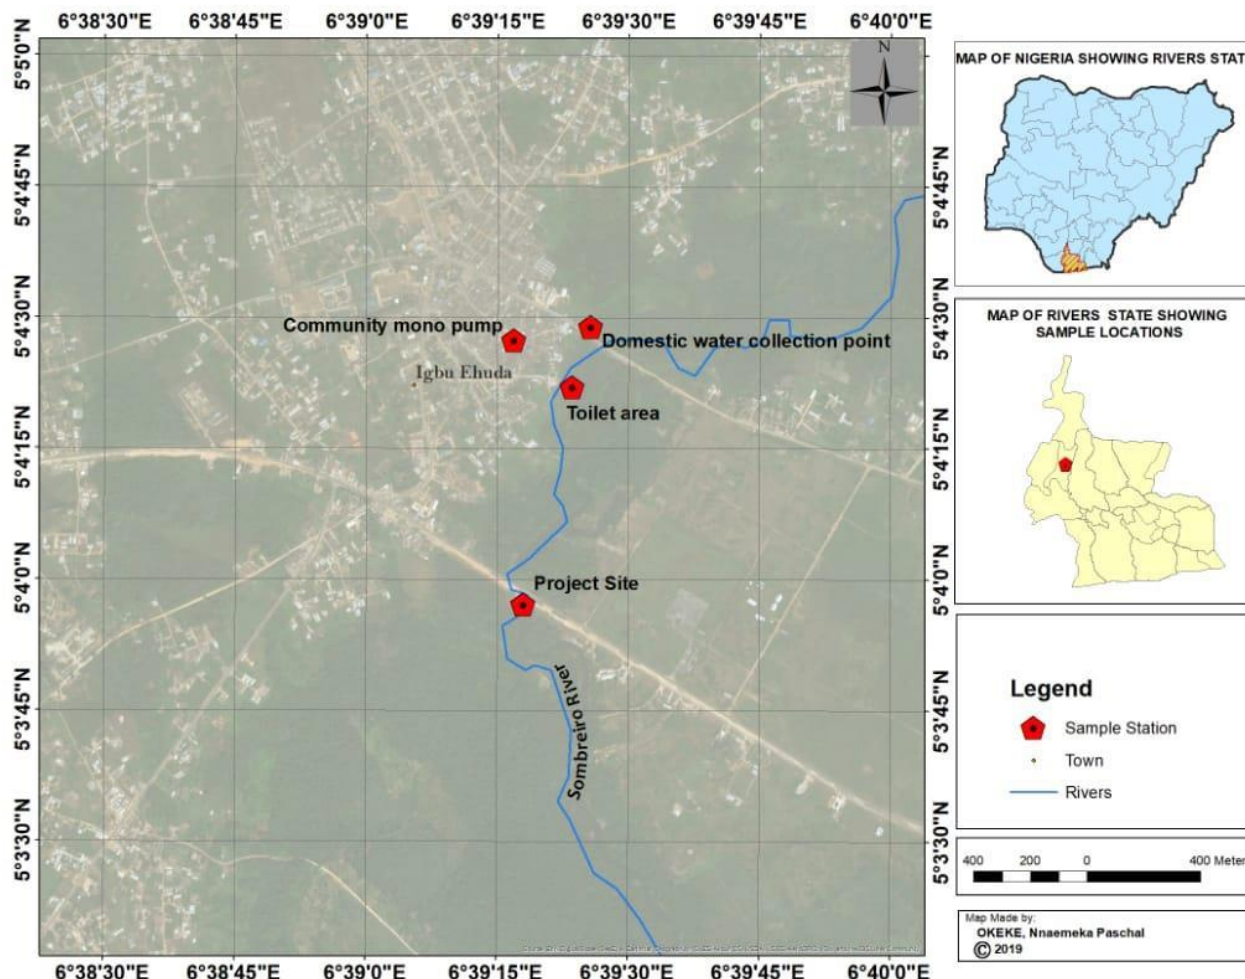 6°38'30"E 6°38'45"E 6°39'0"E 6°39'15"E 6°39'30"E 6°39'45"E 6°40'0"E
5°5'0"N
5°4'45"N
5°4'30"N
5°4'15"N
5°4'0"N
5°3'45"N
5°3'30"N
N
Community mono pump
Domestic water collection point
Igbu Ehuda
Toilet area
Project Site
Sombreiro River
5°4'45"N
5°4'30"N
5°4'15"N
5°4'0"N
5°3'45"N
5°3'30"N
6°38'30"E 6°38'45"E 6°39'0"E 6°39'15"E 6°39'30"E 6°39'45"E 6°40'0"E
MAP OF NIGERIA SHOWING RIVERS STAT
MAP OF RIVERS STATE SHOWING
SAMPLE LOCATIONS
Legend
Sample Station
Town
Rivers
400 200 0 400 Meter
Map Made by:
OKEKE, Nnaemeka Paschal
© 2019